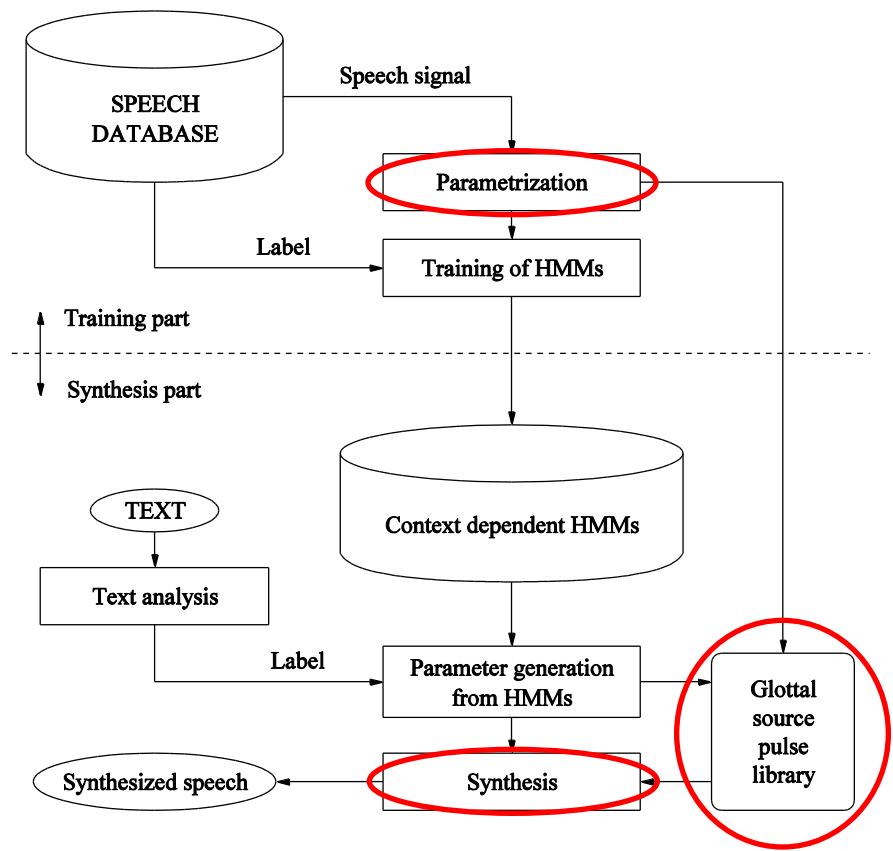 Speech signal
SPEECH
DATABASE
Parametrization
Label
Training of HMMs
Training part
Synthesis part
TEXT
Context dependent HMMs
Text analysis
Label
Parameter generation
from HMMs
Glottal
source
pulse
library
Synthesized speech
Synthesis